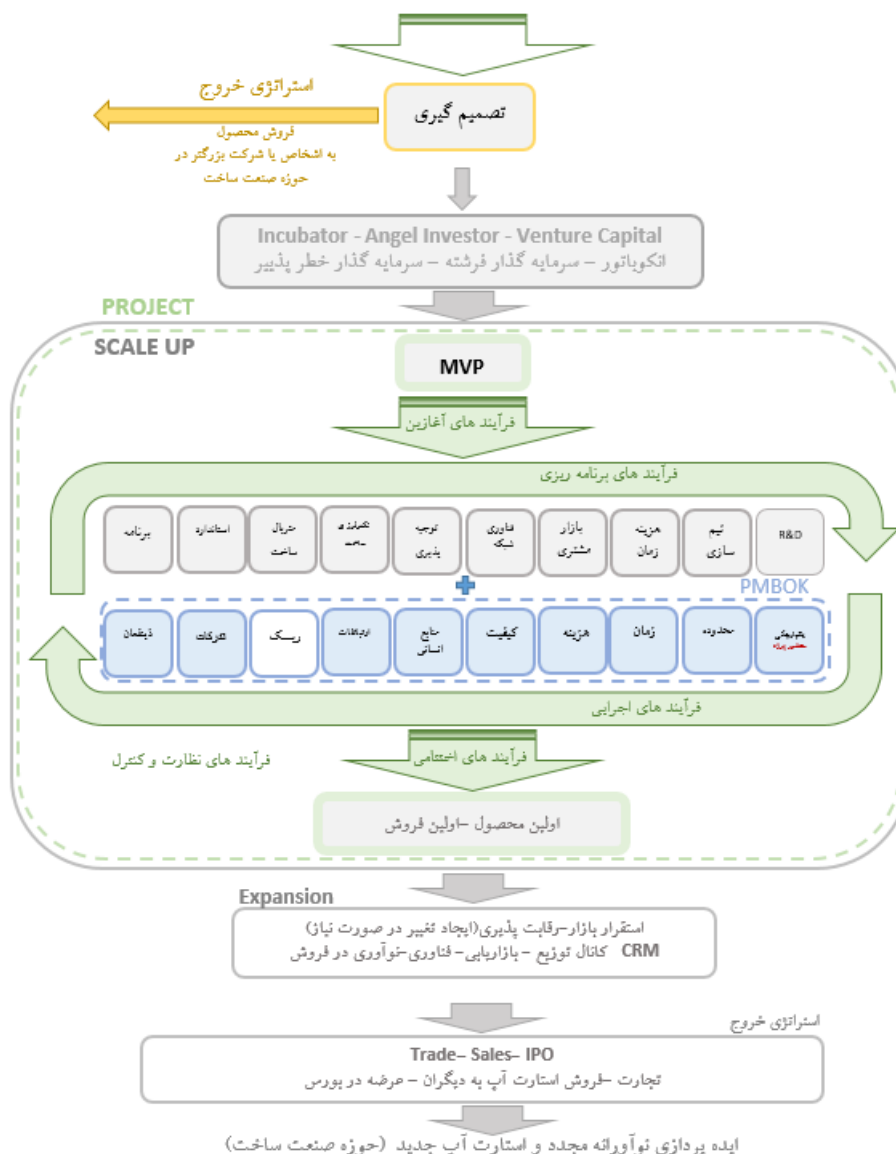 تصمیم گیری
استراتژی خروج
فروش محصول
به اشخاص یا شرکت بزرگتر در
حوزه صنعت ساخت
Incubator - Angel Investor - Venture Capital
انکوباتور – سرمایه گذار فرشته – سرمایه گذار خطر پذییر
PROJECT
SCALE UP
MVP
فرآیند های آغازین
فرآیند های برنامه ریزی
R&D
تیم
سازی
هزینه
زمان
بازار
مشتری
فناوری
شبکه
توجیه
پذیری
تکنولوژی
ساخت
متریال
ساخت
استاندارد
برنامه
PMBOK
یکپارچگی
محدوده
زمان
هزینه
کیفیت
منابع
انسانی
ارتباطات
ریسک
تدارکات
ذینفعان
فرآیند های اجرایی
فرآیند های اختتامی
فرآیند های نظارت و کنترل
اولین محصول –اولین فروش
Expansion
استقرار بازار–رقابت پذیری(ایجاد تغییر در صورت نیاز)
CRM کانال توزیع – بازاریابی– فناوری–نوآوری در فروش
استراتژی خروج
Trade– Sales– IPO
تجارت –فروش استارت آپ به دیگران – عرضه در بورس
ایده پردازی نوآورانه مجدد و استارت آپ جدید (حوزه صنعت ساخت)